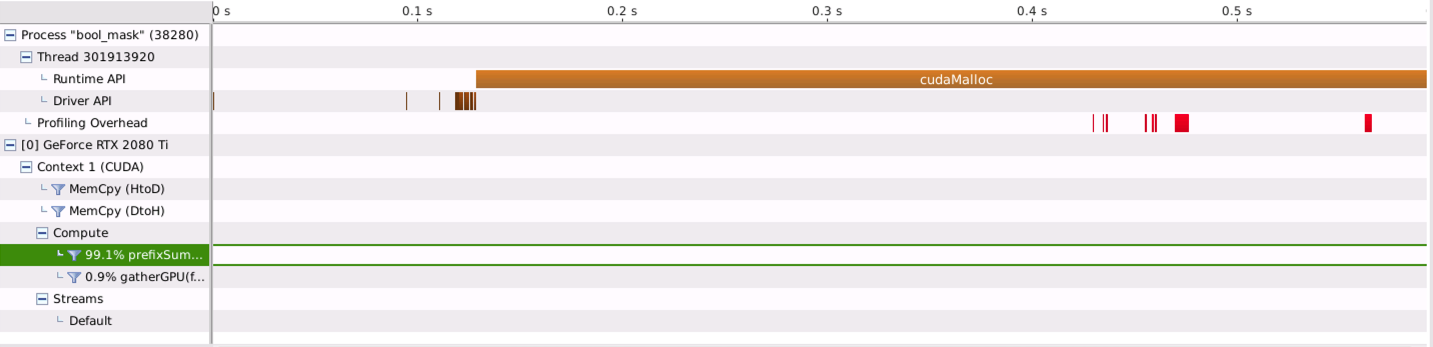 0 s 0.1 s 0.2 s 0.3 s 0.4 s 0.5 s
Process "bool_mask" (38280)
Thread 301913920
Runtime API cudaMalloc
Driver API
Profiling Overhead
[0] GeForce RTX 2080 Ti
Context 1 (CUDA)
MemCpy (HtoD)
MemCpy (DtoH)
Compute
99.1% prefixSum...
0.9% gatherGPU(f...
Streams
Default